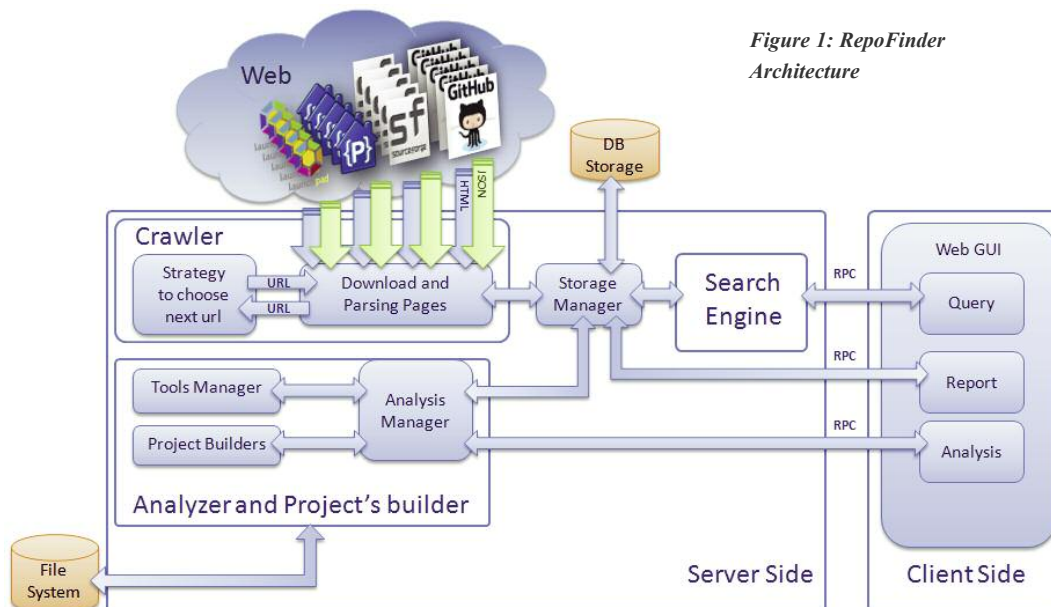 Figure 1: RepoFinder
Architecture
Web
GitHub
sf
sourceforge
{P}
launchpad
DB
Storage
HTML
JSON
Crawler
Strategy
to choose
next url
URL
URL
Download and
Parsing Pages
Storage
Manager
Search
Engine
RPC
Web GUI
Query
RPC
Report
Tools Manager
Analysis
Manager
Project Builders
RPC
Analysis
Analyzer and Project's builder
File
System
Server Side
Client Side